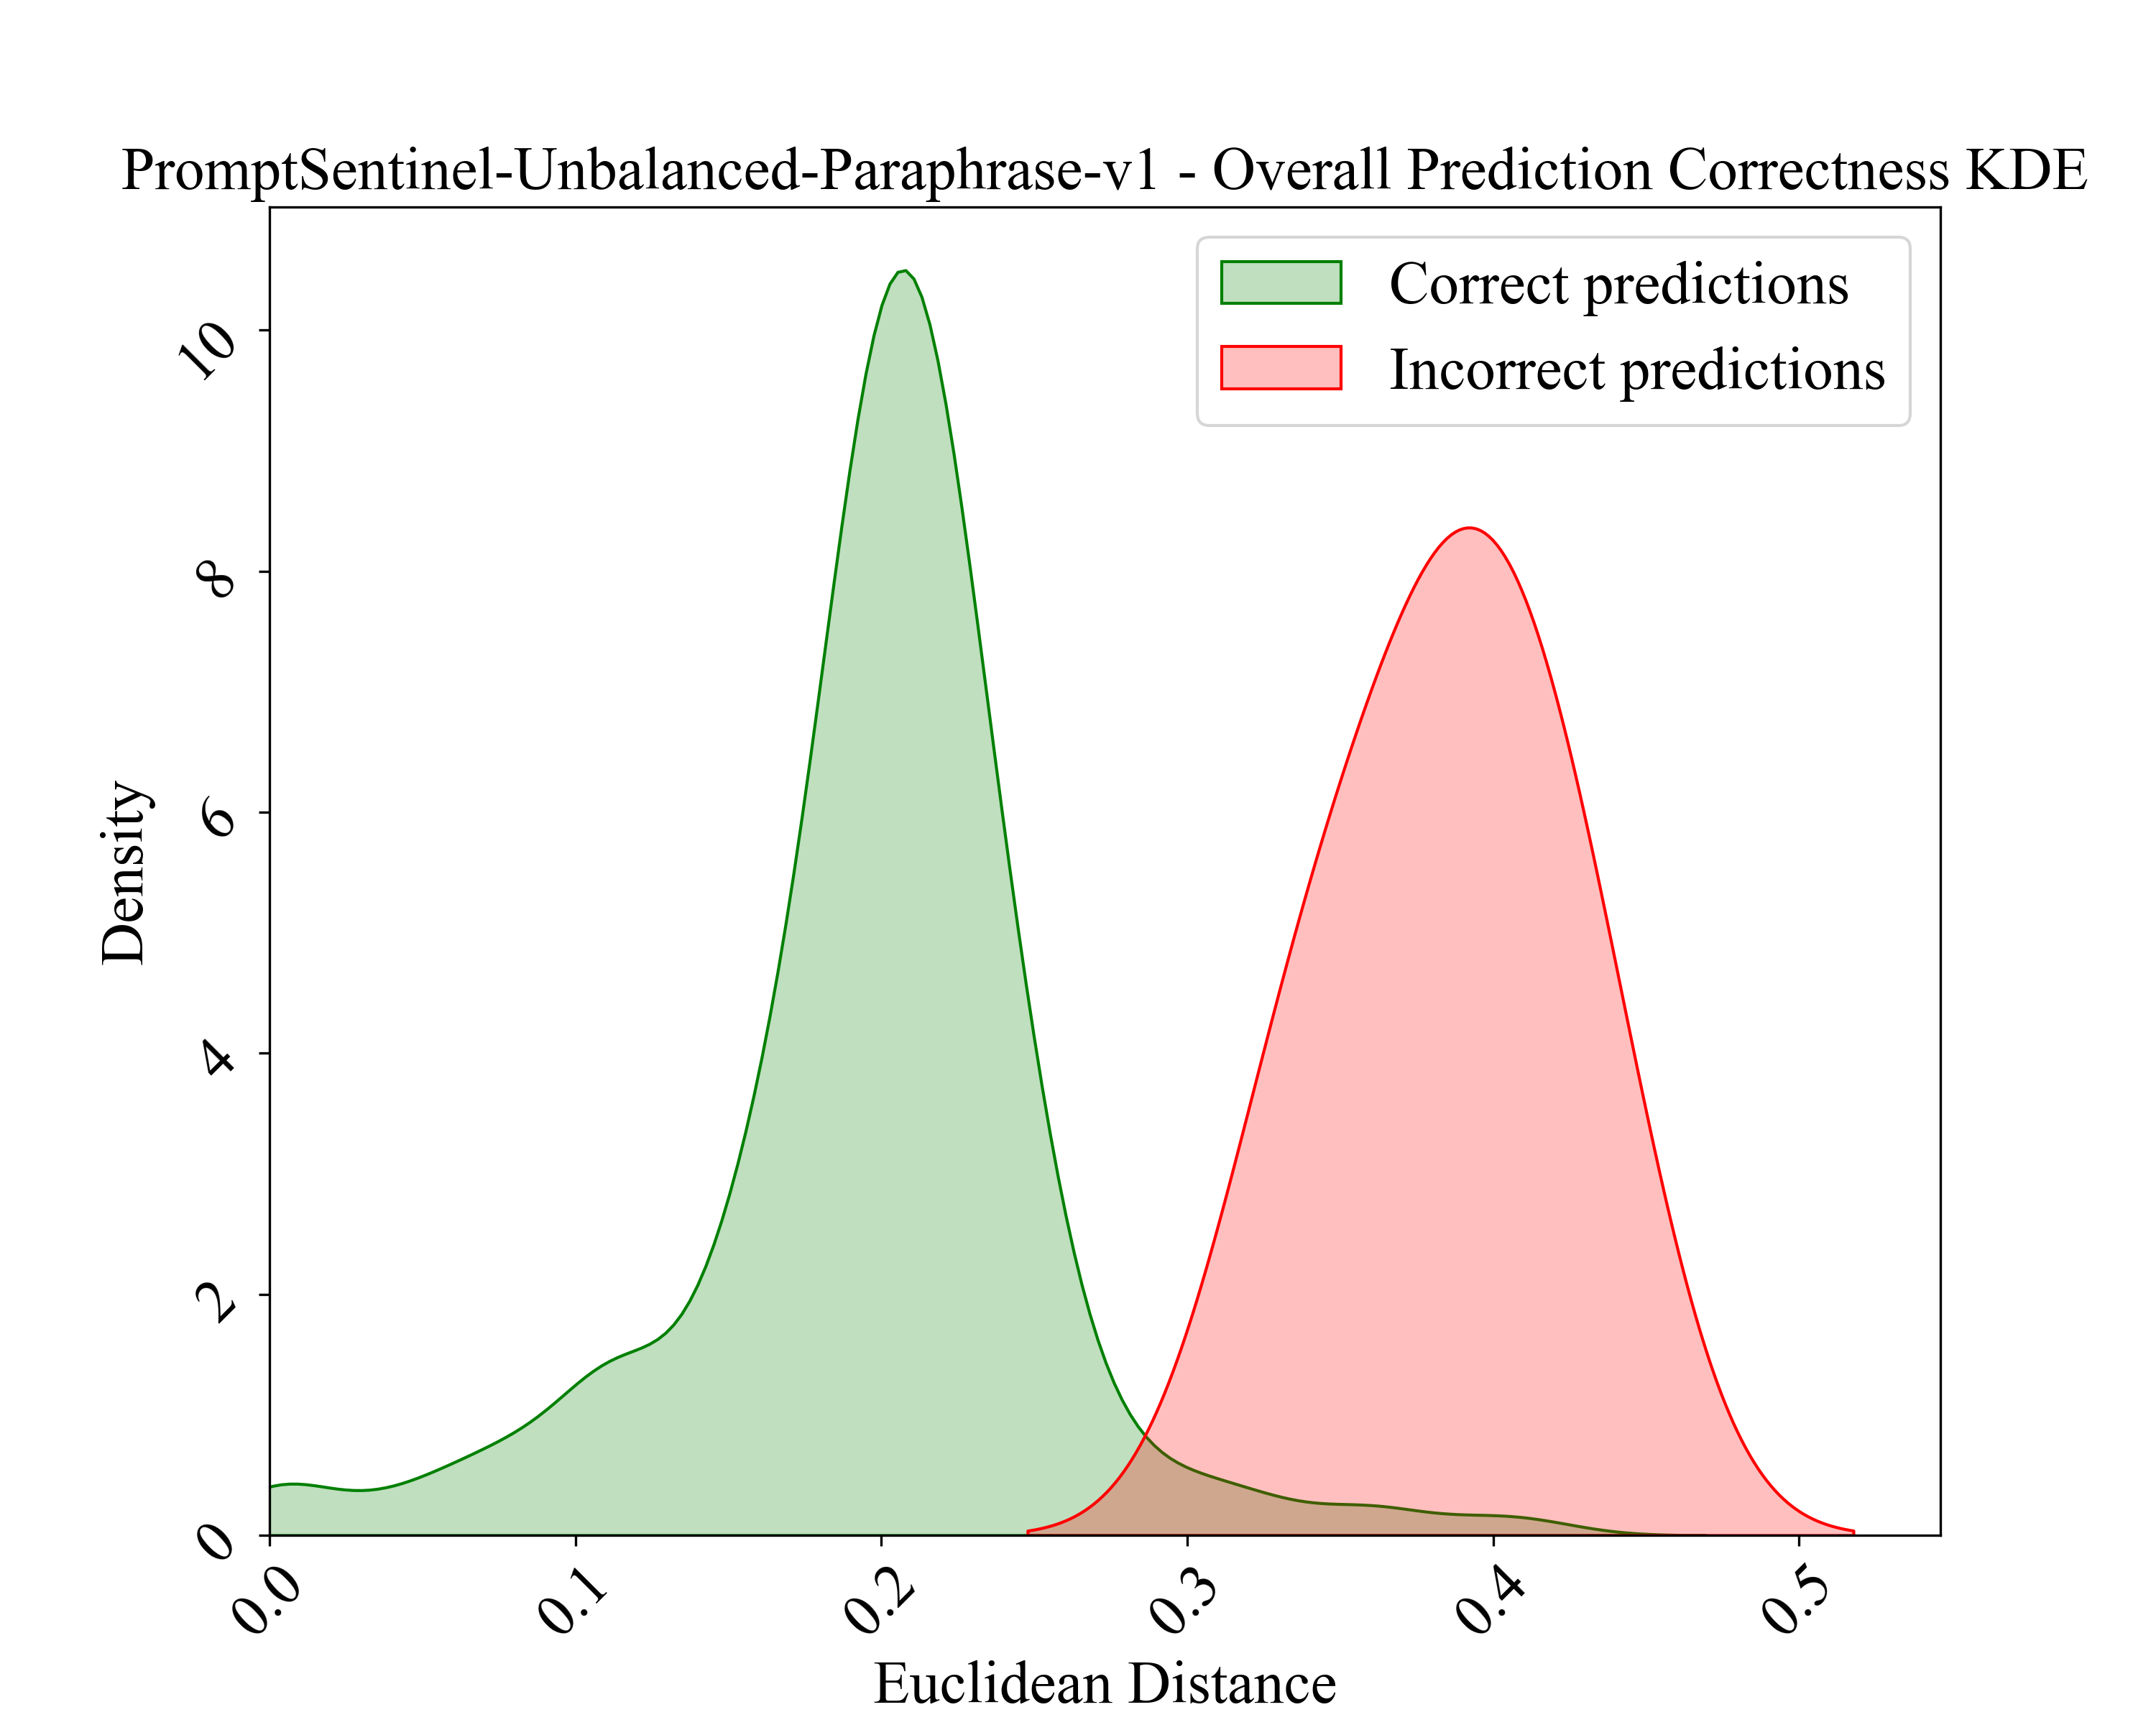 PromptSentinel-Unbalanced-Paraphrase-v1 - Overall Prediction Correctness KDE
Correct predictions
Incorrect predictions
Density
10
8
6
4
2
0
0.0 0.1 0.2 0.3 0.4 0.5
Euclidean Distance